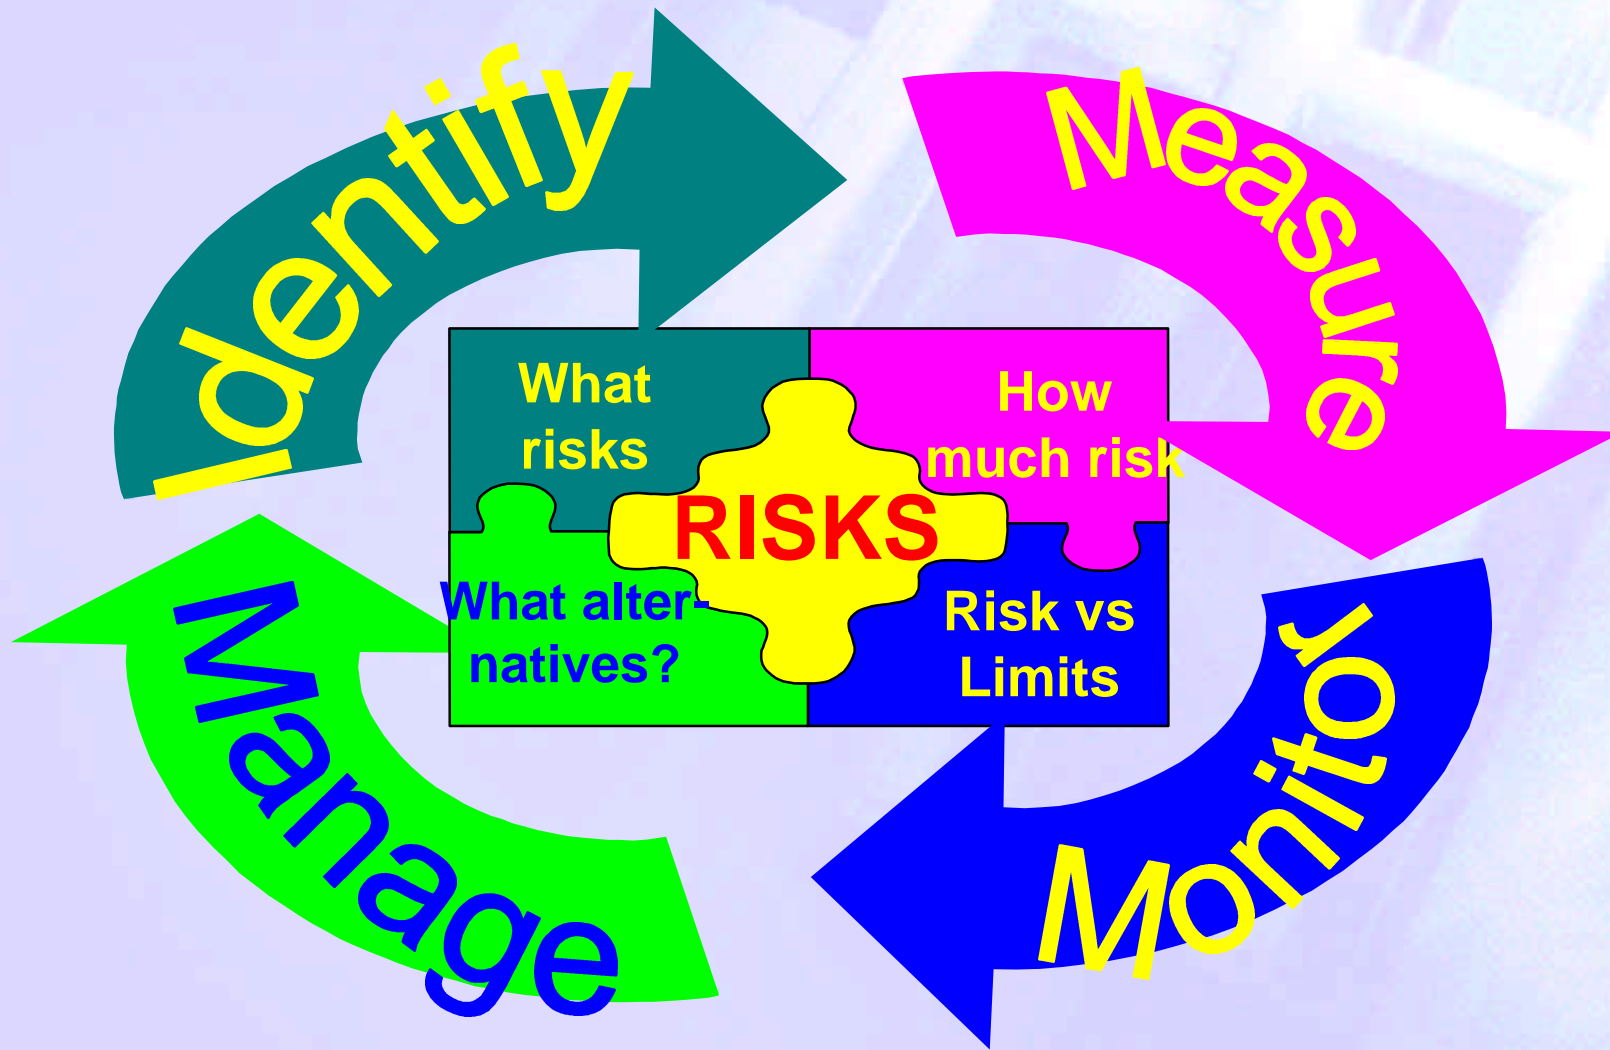 Identify
Measure
What
risks
How
much risk
RISKS
What alter-
natives?
Risk vs
Limits
Manage
Monitor